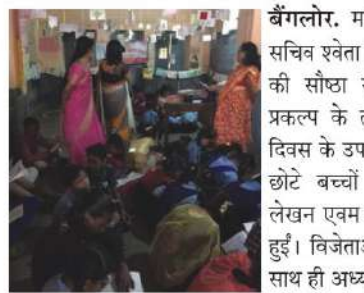 बैंगलोर.
सचिव श्वेता
की सौष्ठा
प्रकल्प के
दिवस के उप
छोटे बच्चों
लेखन एवम
हुईं। विजेता
साथ ही अध्य